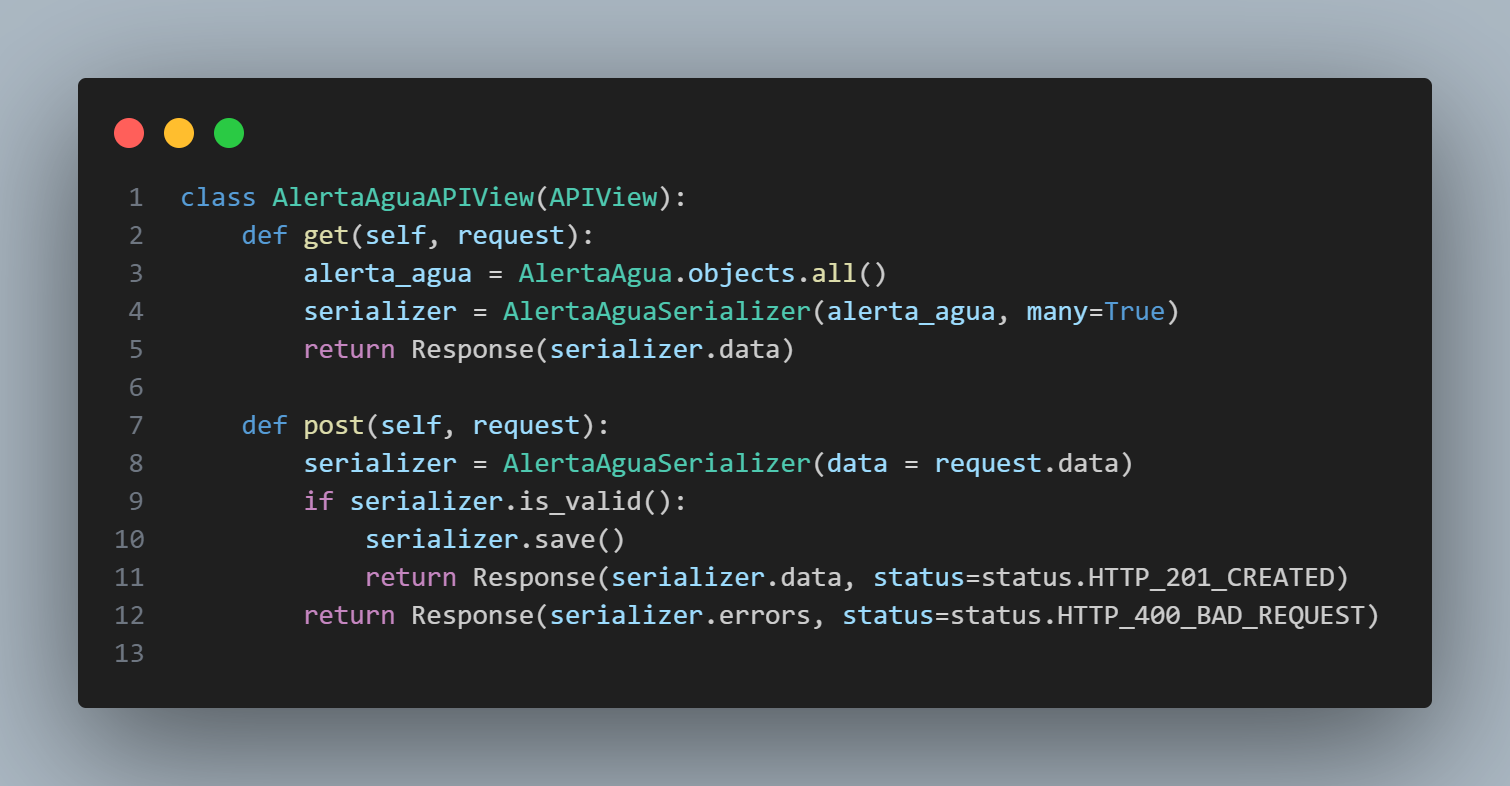 1 class AlertaAguaAPIView(APIView):
2     def get(self, request):
3         alerta_agua = AlertaAgua.objects.all()
4         serializer = AlertaAguaSerializer(alerta_agua, many=True)
5         return Response(serializer.data)
6
7     def post(self, request):
8         serializer = AlertaAguaSerializer(data = request.data)
9         if serializer.is_valid():
10             serializer.save()
11             return Response(serializer.data, status=status.HTTP_201_CREATED)
12         return Response(serializer.errors, status=status.HTTP_400_BAD_REQUEST)
13